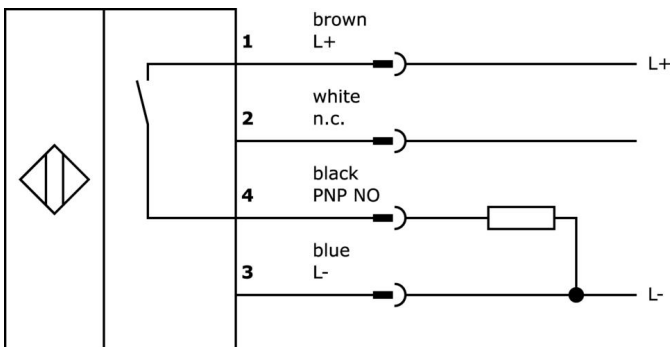 brown
1 L+
L+
white
2 n.c.
black
4 PNP NO
blue
3 L-
L-